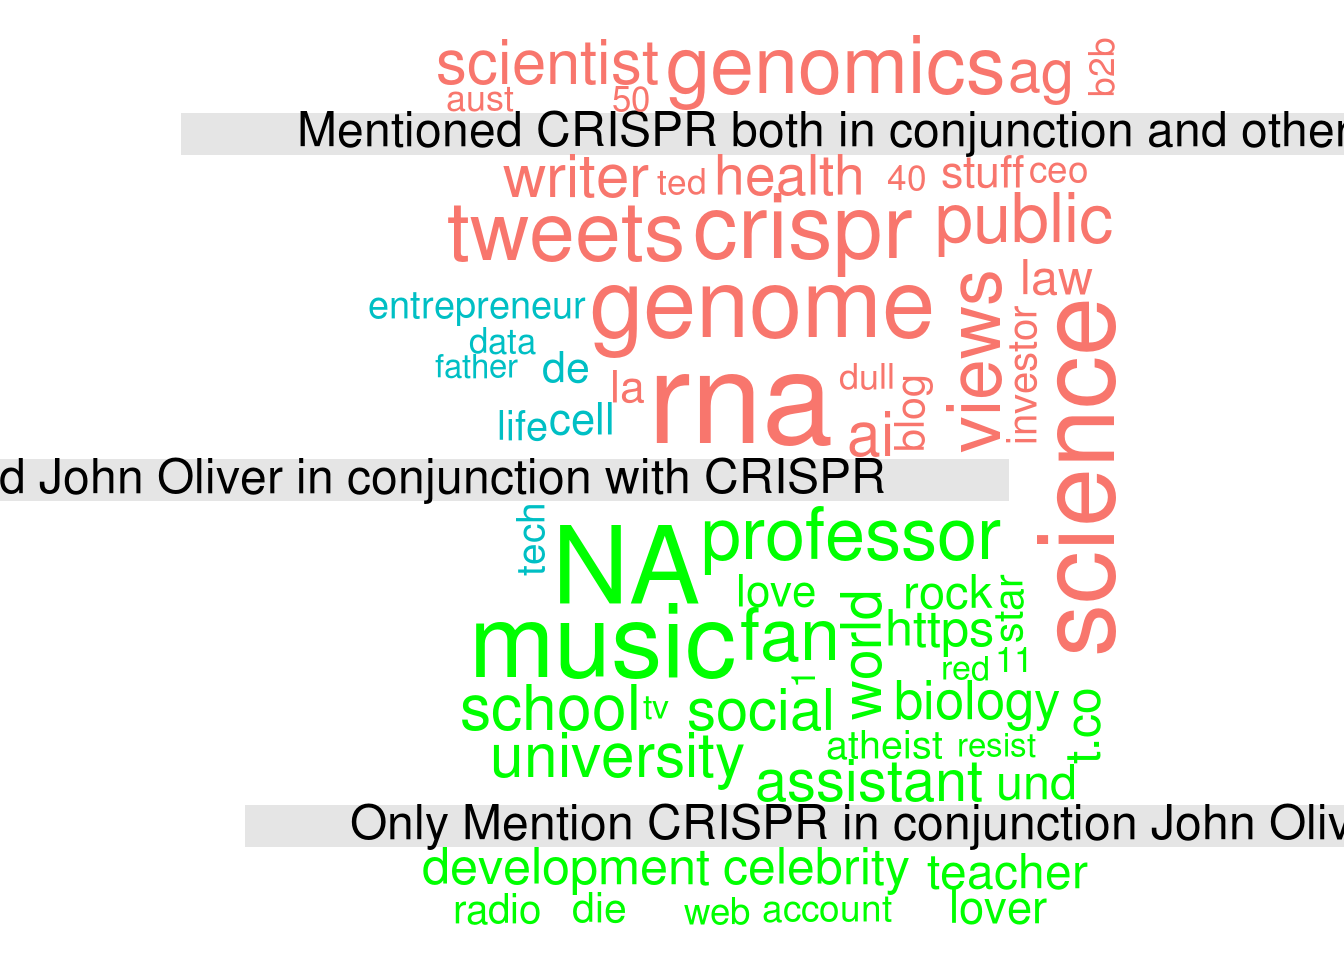 scientist genomics ag b2b
aust 50
Mentioned CRISPR both in conjunction and other
writer ted health 40 stuff ceo
tweets crispr public
entrepreneur genome views law
data investor science
father de la rna dull blog
life cell ai
d John Oliver in conjunction with CRISPR
tech NA professor
love world rock star
music fan https
1 red 11
school tv social biology t.co
university atheist resist
assistant und
Only Mention CRISPR in conjunction John Oliv
development celebrity teacher
radio die web account lover